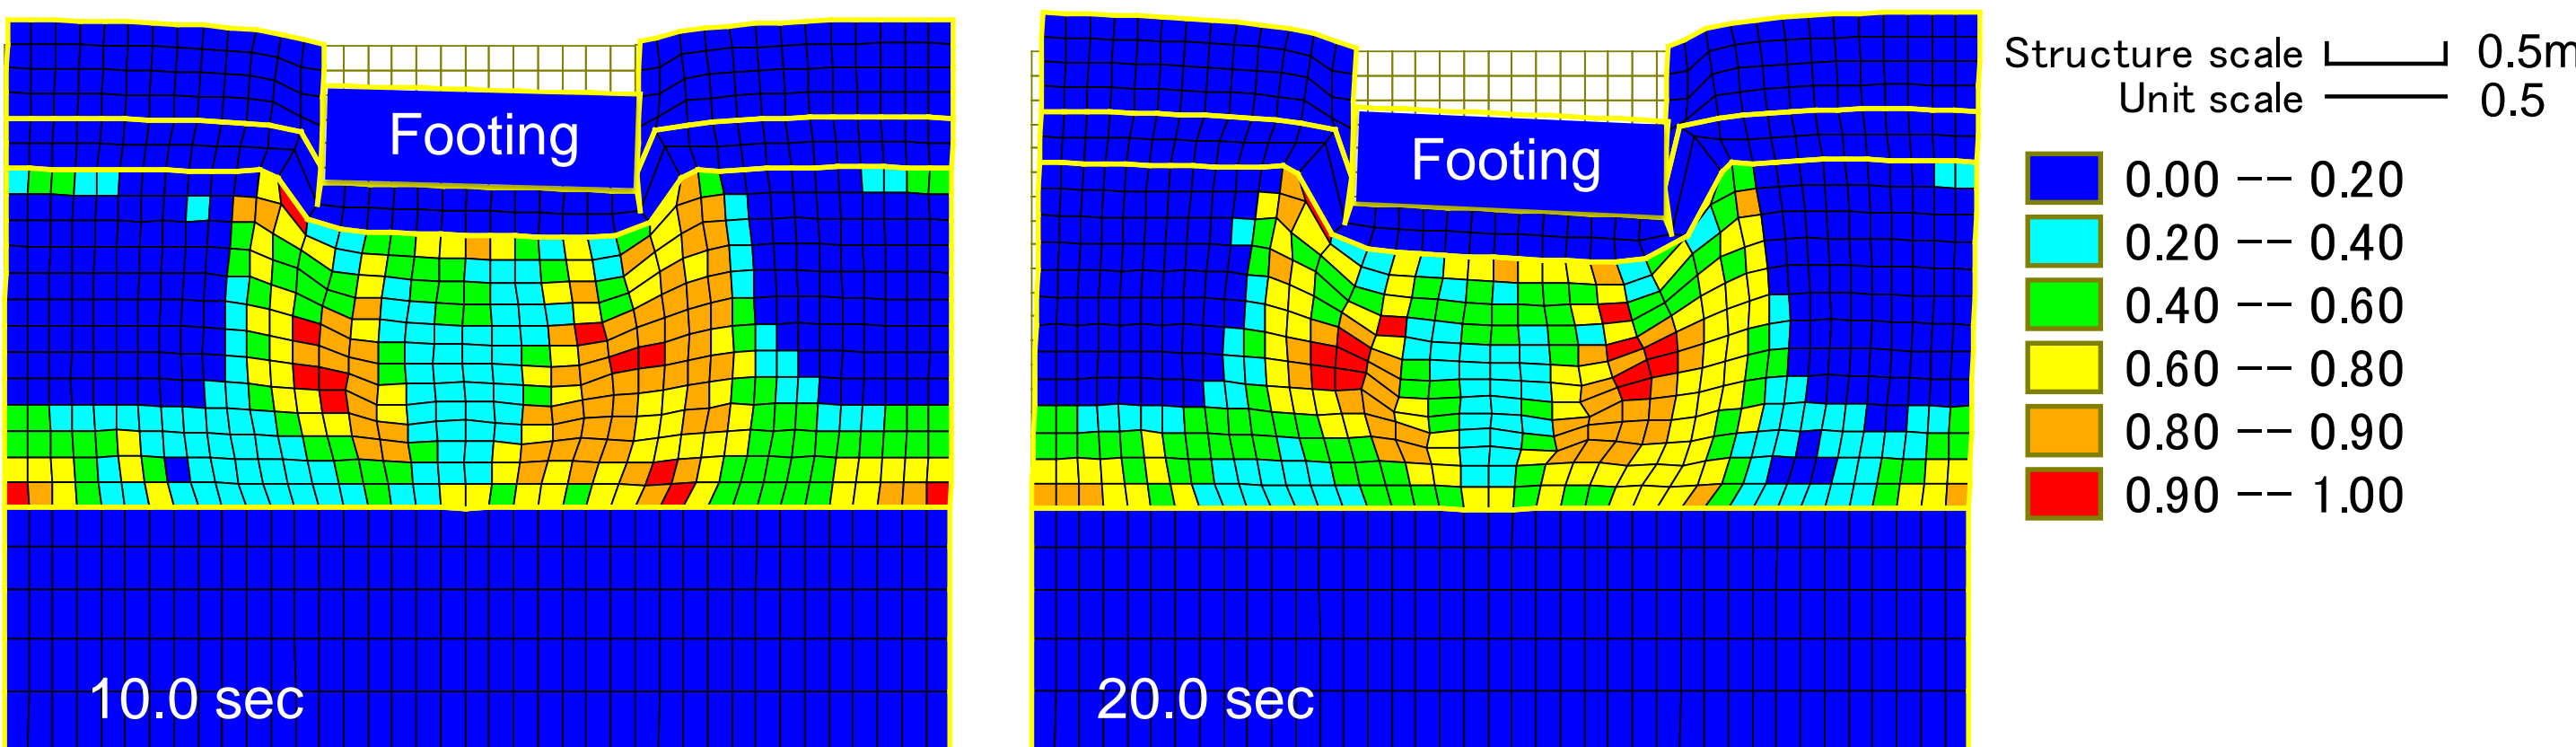 Footing
10.0 sec
Footing
20.0 sec
Structure scale 0.5m
Unit scale 0.5
0.00 -- 0.20
0.20 -- 0.40
0.40 -- 0.60
0.60 -- 0.80
0.80 -- 0.90
0.90 -- 1.00